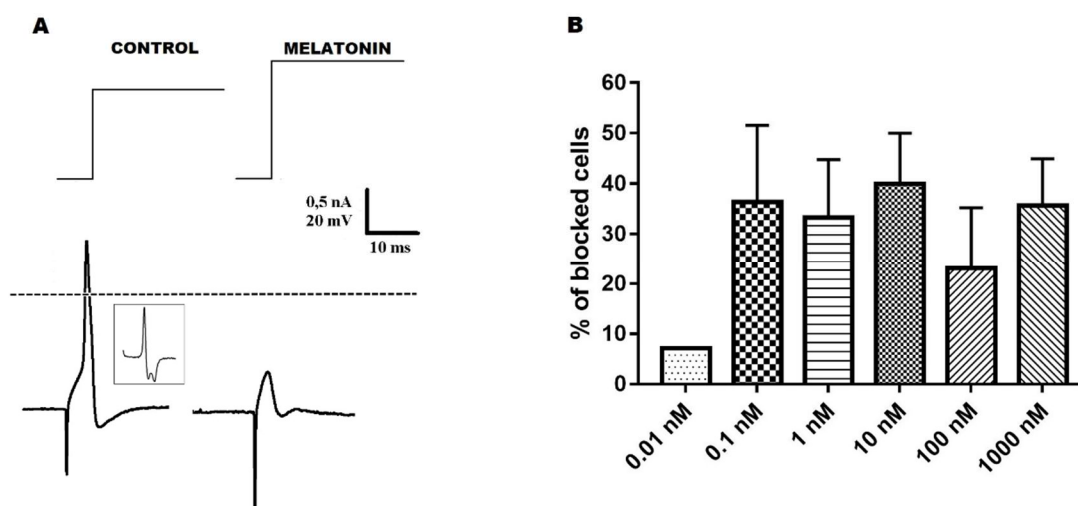 A
CONTROL
MELATONIN
0,5 nA
20 mV
10 ms
B
% of blocked cells
60
50
40
30
20
10
0
0.01 nM
0.1 nM
1 nM
10 nM
100 nM
1000 nM